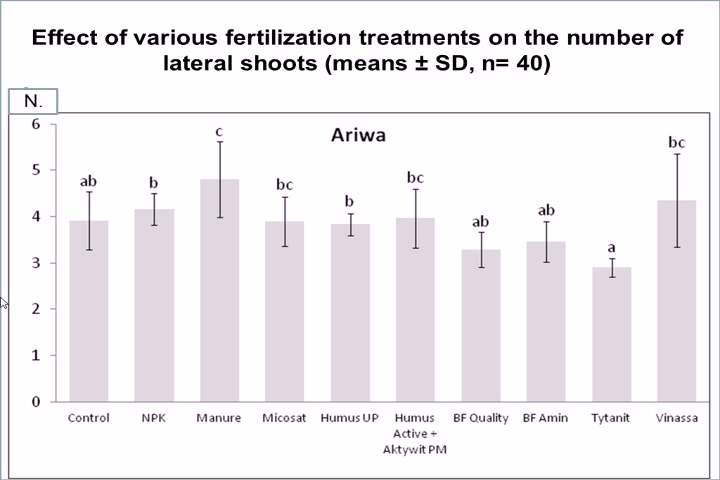 Effect of various fertilization treatments on the number of
lateral shoots (means ± SD, n= 40)
N.
Ariwa
6
5
4
3
2
1
0
ab
b
c
bc
b
bc
ab
ab
a
bc
Control
NPK
Manure
Micosat
Humus UP
Humus
Active +
Aktywit PM
BF Quality
BF Amin
Tytanit
Vinassa